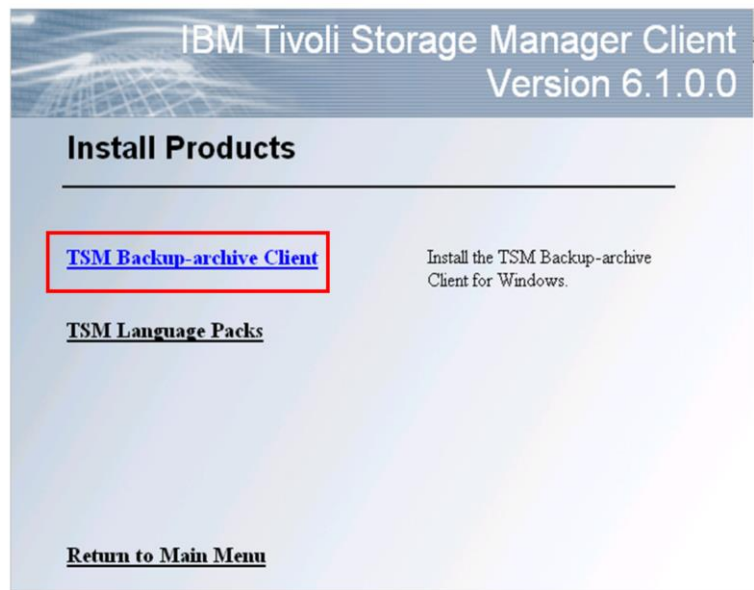 IBM Tivoli Storage Manager Client
Version 6.1.0.0
Install Products
TSM Backup-archive Client
Install the TSM Backup-archive
Client for Windows.
TSM Language Packs
Return to Main Menu